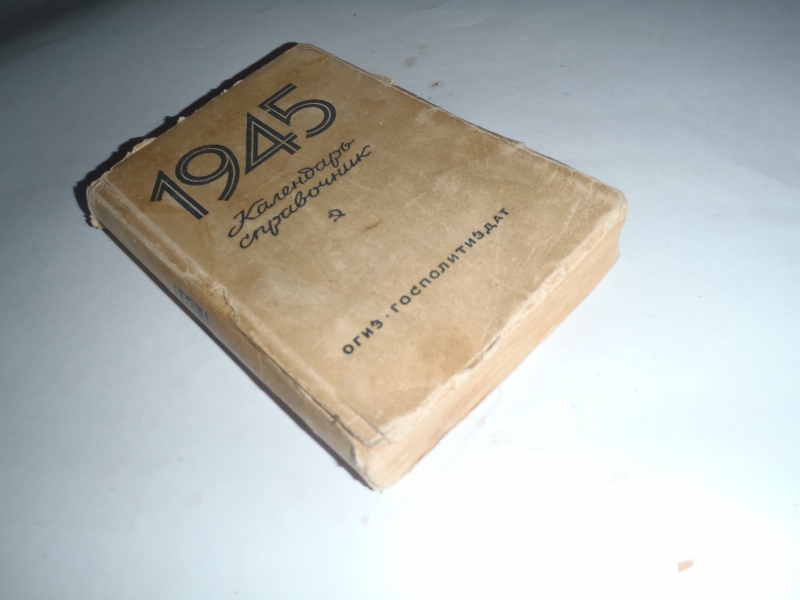 1945
Календарь
справочник
ОГИЗ • ГОСПОЛИТИЗДАТ